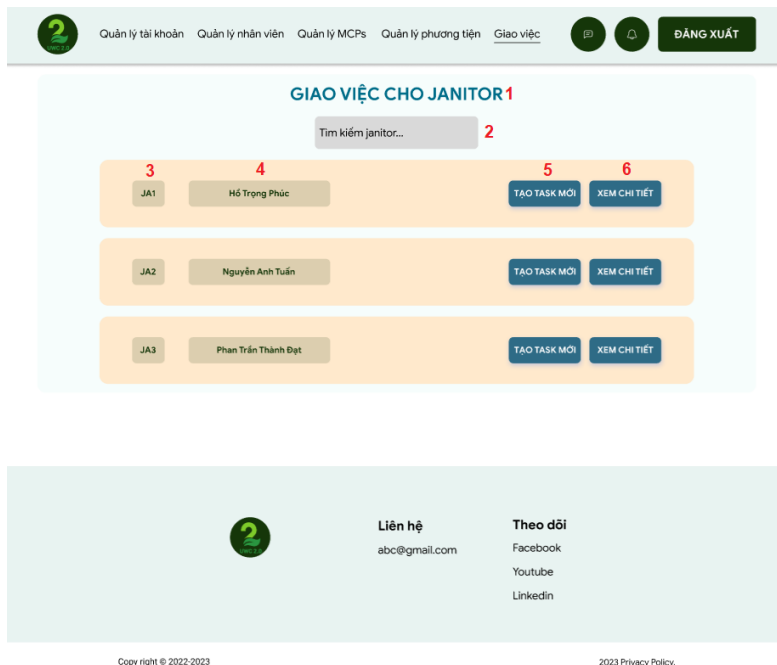 2
UWC 2.0
Quản lý tài khoản Quản lý nhân viên Quản lý MCPs Quản lý phương tiện Giao việc ĐĂNG XUẤT
GIAO VIỆC CHO JANITOR 1
Tìm kiếm janitor... 2
3 4 5 6
JA1 Hồ Trọng Phúc TẠO TASK MỚI XEM CHI TIẾT
JA2 Nguyễn Anh Tuấn TẠO TASK MỚI XEM CHI TIẾT
JA3 Phan Trần Thành Đạt TẠO TASK MỚI XEM CHI TIẾT
2
UWC 2.0
Liên hệ
abc@gmail.com
Theo dõi
Facebook
Youtube
Linkedin
Copy right © 2022-2023
2023 Privacy Policy.